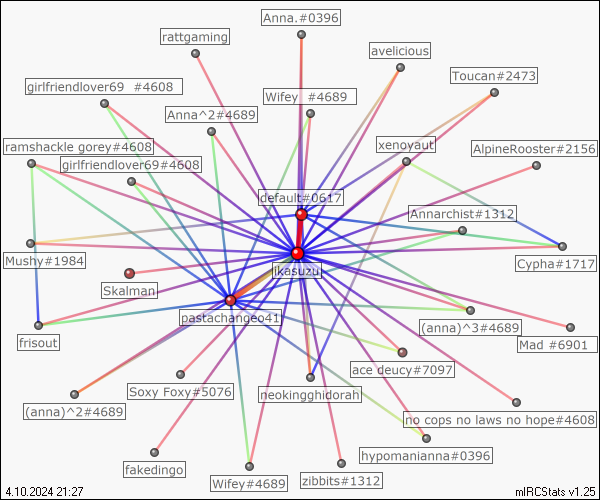 Anna.#0396
rattgaming
avelicious
Toucan#2473
girlfriendlover69 #4608
Wifey #4689
Anna^2#4689
ramshackle gorey#4608
xenoyaut
AlpineRooster#2156
girlfriendlover69#4608
default#0617
Annarchist#1312
Mushy#1984
Cypha#1717
ikasuzu
Skalman
pastachangeo41
(anna)^3#4689
frisout
Mad #6901
ace deucy#7097
Soxy Foxy#5076
neokingghidorah
(anna)^2#4689
no cops no laws no hope#4608
hypomanianna#0396
fakedingo
zibbits#1312
Wifey#4689
4.10.2024 21:27
mIRCStats v1.25